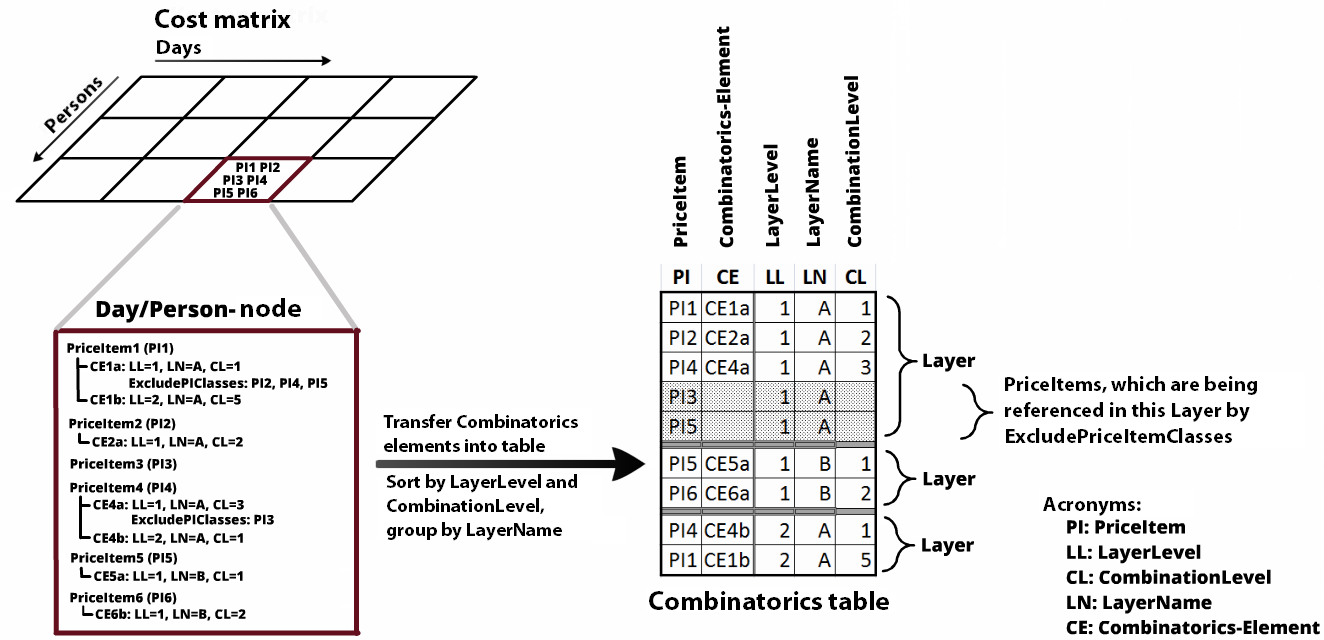 Cost matrix
Days
Persons
PI1 PI2
PI3 PI4
PI5 PI6
Day/Person- node
PriceItem1 (PI1)
CE1a: LL=1, LN=A, CL=1
ExcludePIClasses: PI2, PI4, PI5
CE1b: LL=2, LN=A, CL=5
PriceItem2 (PI2)
CE2a: LL=1, LN=A, CL=2
PriceItem3 (PI3)
PriceItem4 (PI4)
CE4a: LL=1, LN=A, CL=3
ExcludePIClasses: PI3
CE4b: LL=2, LN=A, CL=1
PriceItem5 (PI5)
CE5a: LL=1, LN=B, CL=1
PriceItem6 (PI6)
CE6b: LL=1, LN=B, CL=2
Transfer Combinatorics
elements into table
Sort by LayerLevel and
CombinationLevel,
group by LayerName
PriceItem
Combinatorics-Element
LayerLevel
LayerName
CombinationLevel
PI CE LL LN CL
PI1 CE1a 1 A 1
PI2 CE2a 1 A 2
PI4 CE4a 1 A 3
PI3 1 A
PI5 1 A
PI5 CE5a 1 B 1
PI6 CE6a 1 B 2
PI4 CE4b 2 A 1
PI1 CE1b 2 A 5
Combinatorics table
Layer
Layer
Layer
PriceItems, which are being
referenced in this Layer by
ExcludePriceItemClasses
Acronyms:
PI: PriceItem
LL: LayerLevel
CL: CombinationLevel
LN: LayerName
CE: Combinatorics-Element